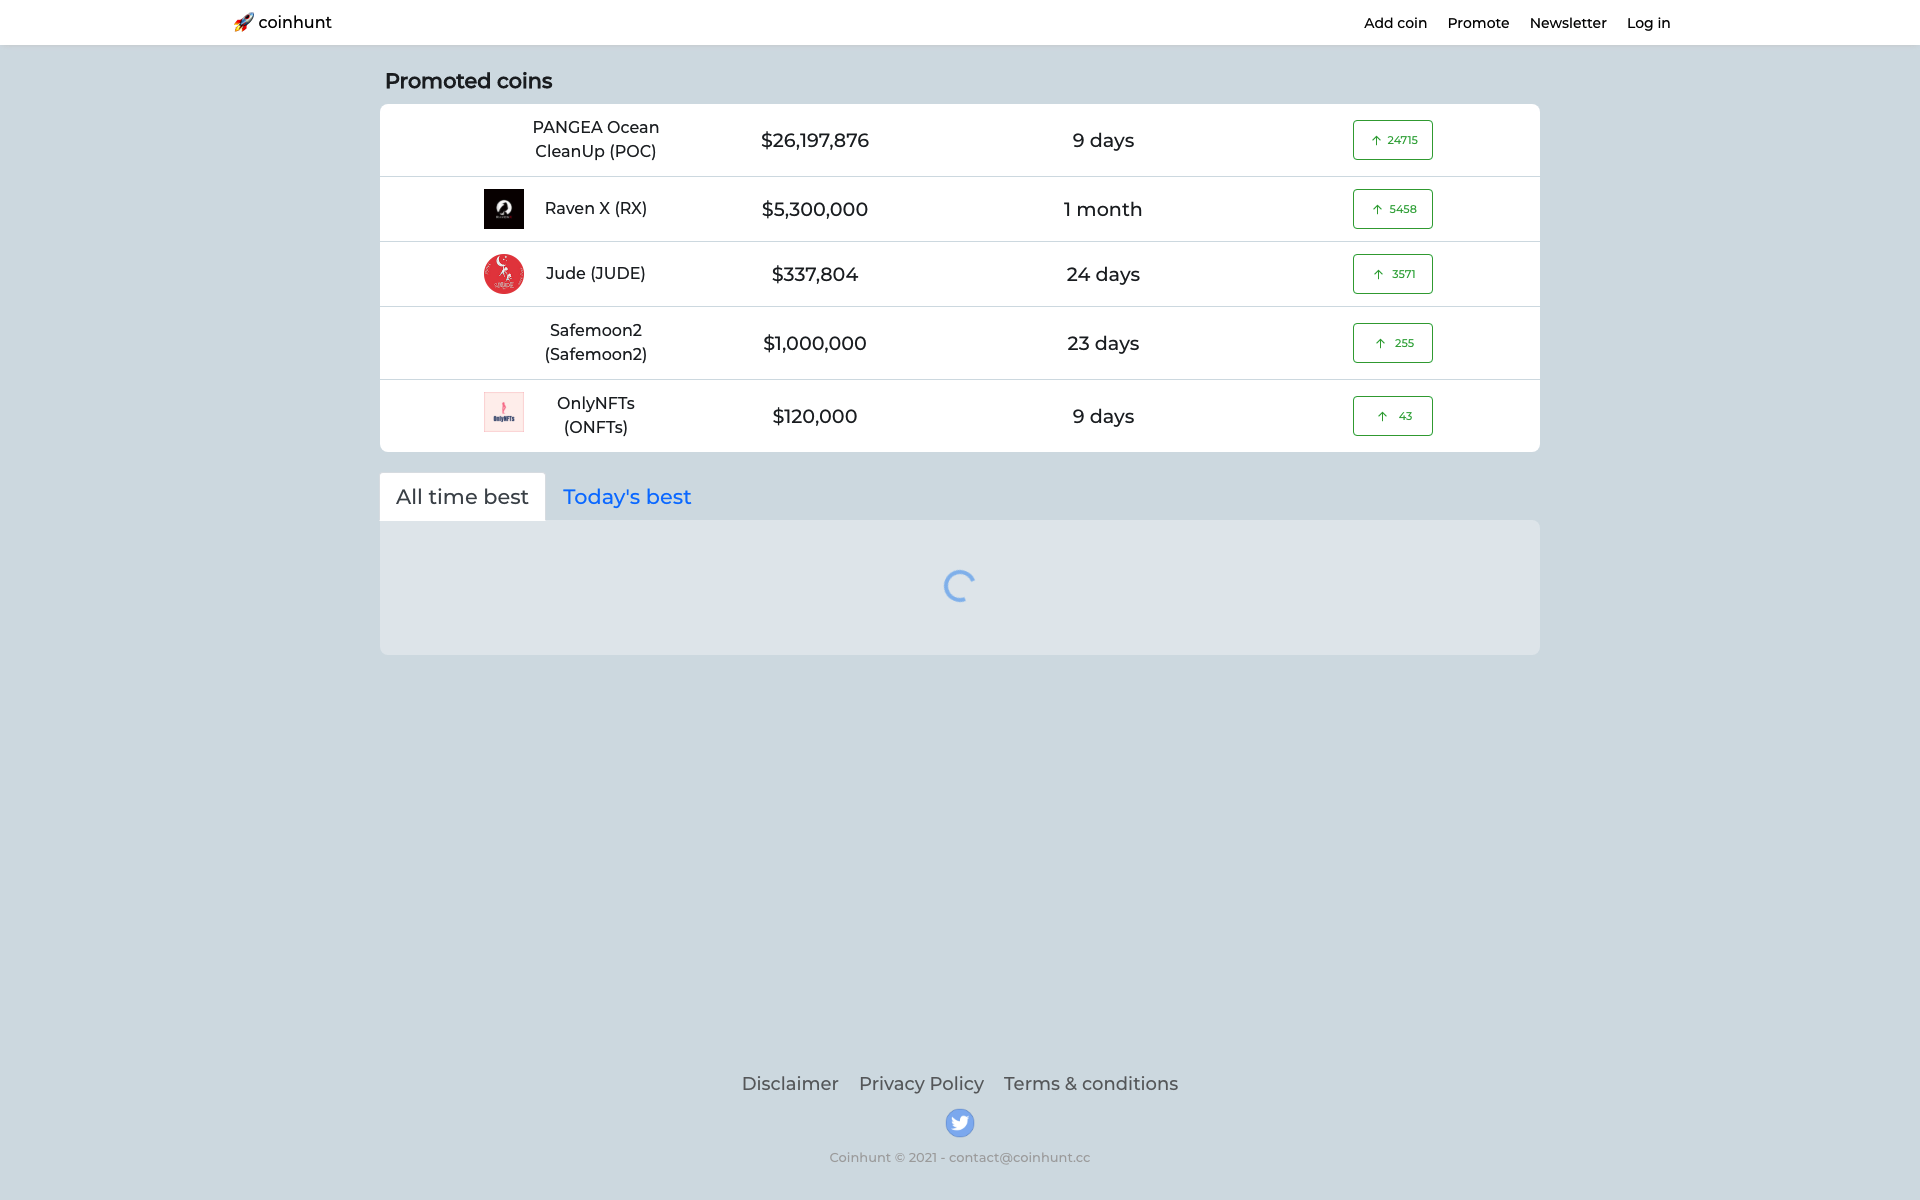 coinhunt
Add coin Promote Newsletter Log in
Promoted coins
PANGEA Ocean
CleanUp (POC)
$26,197,876
9 days
24715
Raven X (RX)
$5,300,000
1 month
5458
Jude (JUDE)
$337,804
24 days
3571
Safemoon2
(Safemoon2)
$1,000,000
23 days
255
OnlyNFTs
OnlyNFTs
(ONFTs)
$120,000
9 days
43
All time best
Today's best
Disclaimer Privacy Policy Terms & conditions
Coinhunt © 2021 - contact@coinhunt.cc